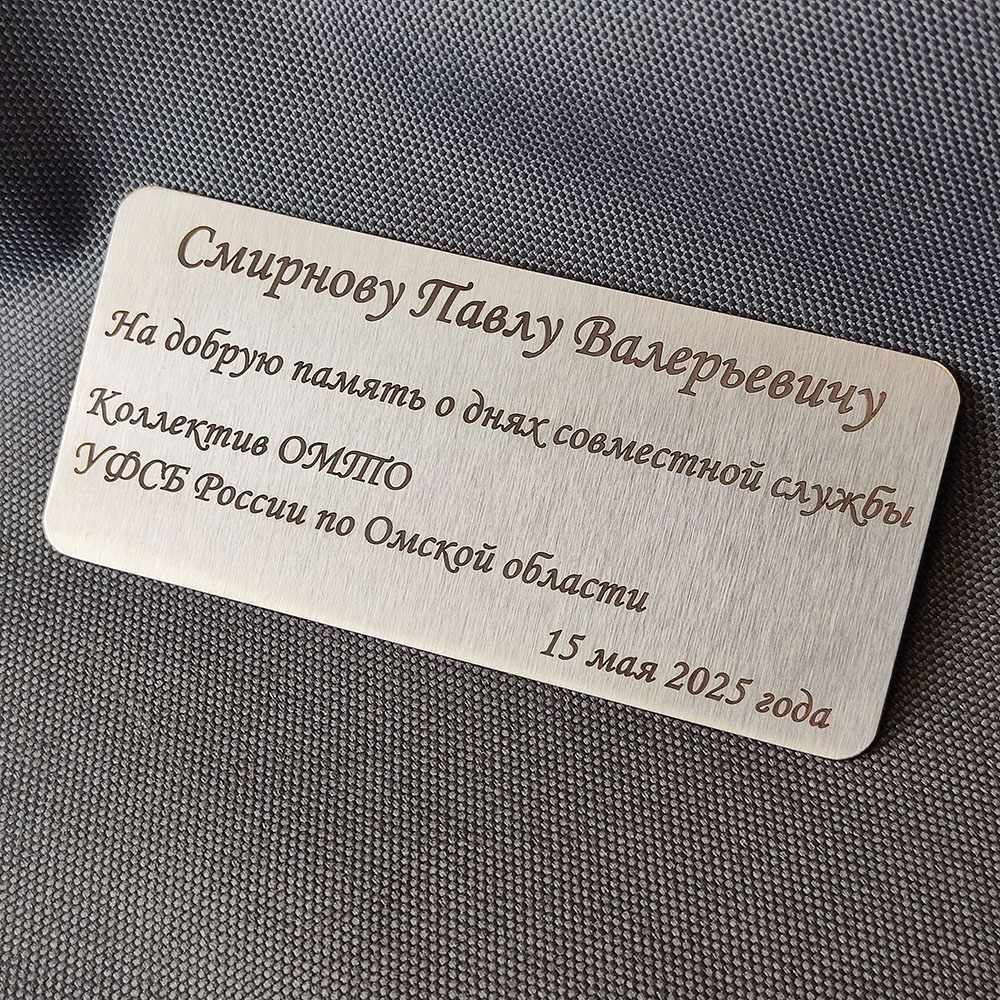 Смирнову Павлу Валерьевичу
На добрую память о днях совместной службы
Коллектив ОМТО
УФСБ России по Омской области
15 мая 2025 года